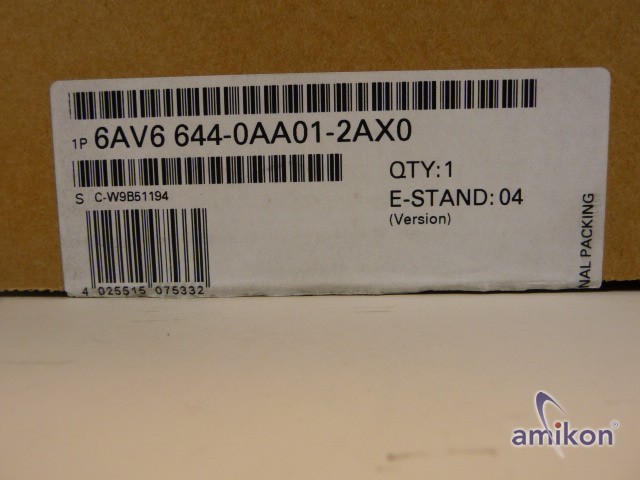 1P 6AV6 644-0AA01-2AX0
QTY:1
S C-W9B51194
E-STAND:04
(Version)
4 025515 075332
NAL PACKING
amikon®